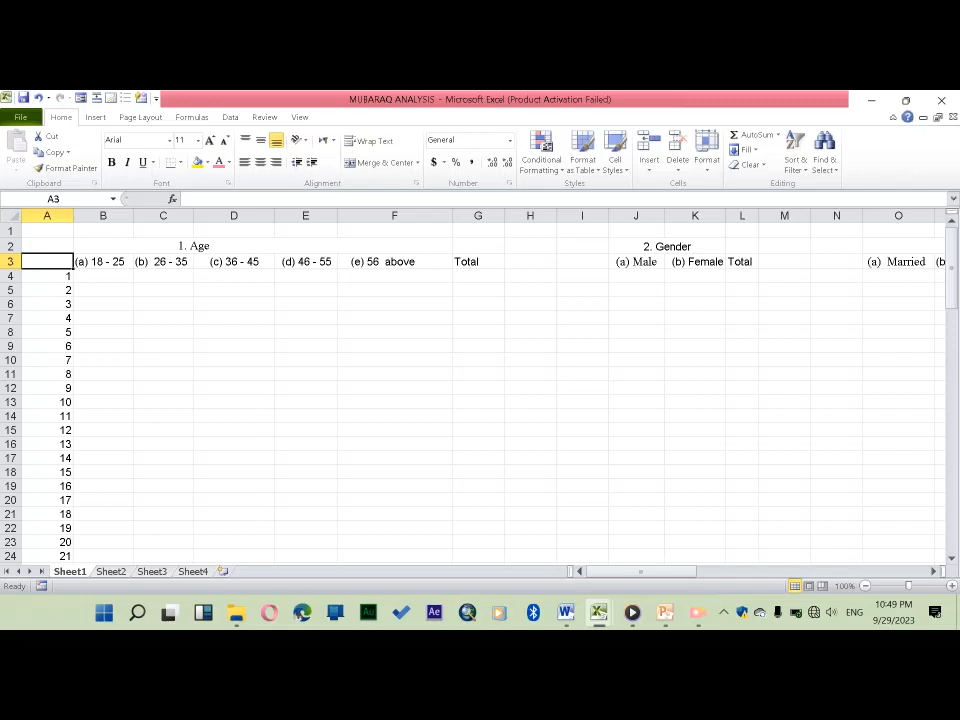 MUBARAQ ANALYSIS - Microsoft Excel (Product Activation Failed)
File Home Insert Page Layout Formulas Data Review View
Paste Cut Copy Format Painter Clipboard
Arial 11 B I U A A A Font
Wrap Text Merge & Center Alignment
General $ % , Number
Conditional Formatting Format as Table Cell Styles Styles
Insert Delete Format Cells
Σ AutoSum Fill Clear Sort & Filter Find & Select Editing
A3 fx
A B C D E F G H I J K L M N O
1
2 1. Age 2. Gender
3 (a) 18 - 25 (b) 26 - 35 (c) 36 - 45 (d) 46 - 55 (e) 56 above Total (a) Male (b) Female Total (a) Married (b
4 1
5 2
6 3
7 4
8 5
9 6
10 7
11 8
12 9
13 10
14 11
15 12
16 13
17 14
18 15
19 16
20 17
21 18
22 19
23 20
24 21
Sheet1 Sheet2 Sheet3 Sheet4
Ready 100%
Au Ae ENG 10:49 PM
9/29/2023